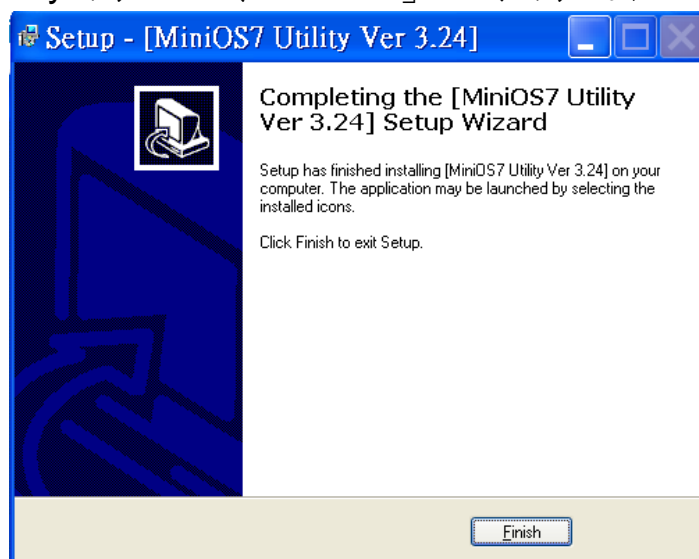 Setup - [MiniOS7 Utility Ver 3.24]
Completing the [MiniOS7 Utility
Ver 3.24] Setup Wizard
Setup has finished installing [MiniOS7 Utility Ver 3.24] on your
computer. The application may be launched by selecting the
installed icons.
Click Finish to exit Setup.
Finish